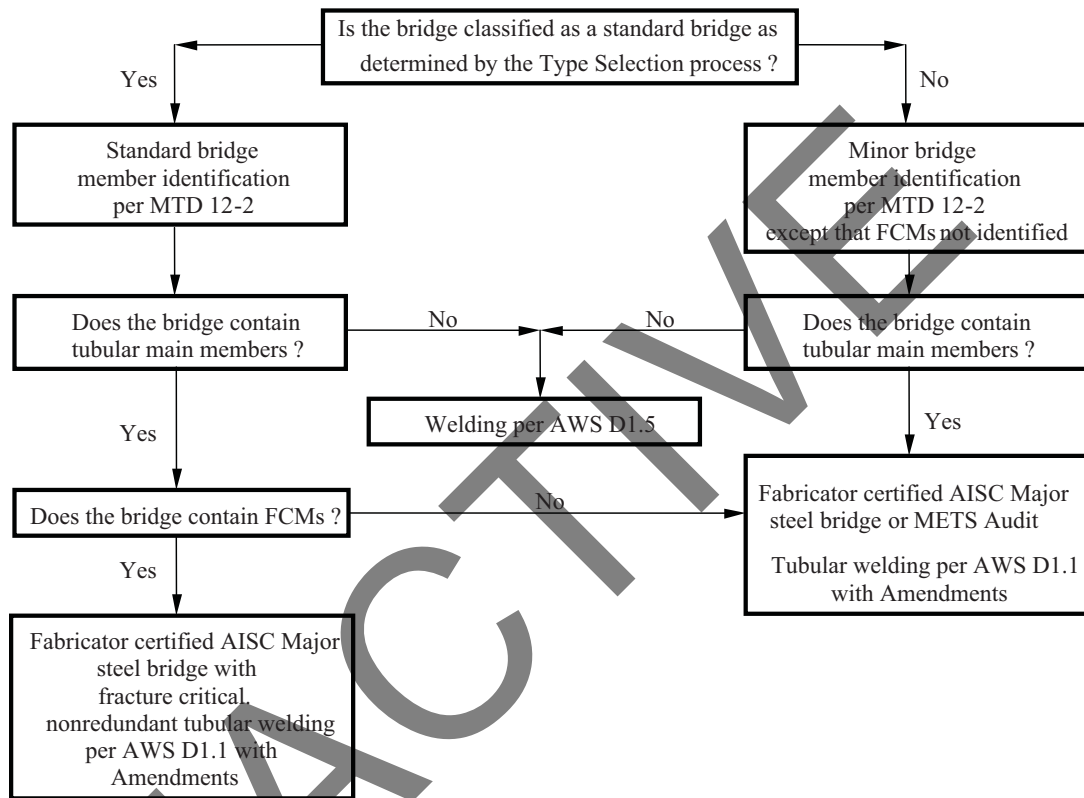 Is the bridge classified as a standard bridge as
determined by the Type Selection process ?
Yes
No
Standard bridge
member identification
per MTD 12-2
Minor bridge
member identification
per MTD 12-2
except that FCMs not identified
Does the bridge contain
tubular main members ?
No
No
Does the bridge contain
tubular main members ?
Welding per AWS D1.5
Yes
Yes
Does the bridge contain FCMs ?
No
Fabricator certified AISC Major
steel bridge or METS Audit
Tubular welding per AWS D1.1
with Amendments
Yes
Fabricator certified AISC Major
steel bridge with
fracture critical.
nonredundant tubular welding
per AWS D1.1 with
Amendments
ACTIVE